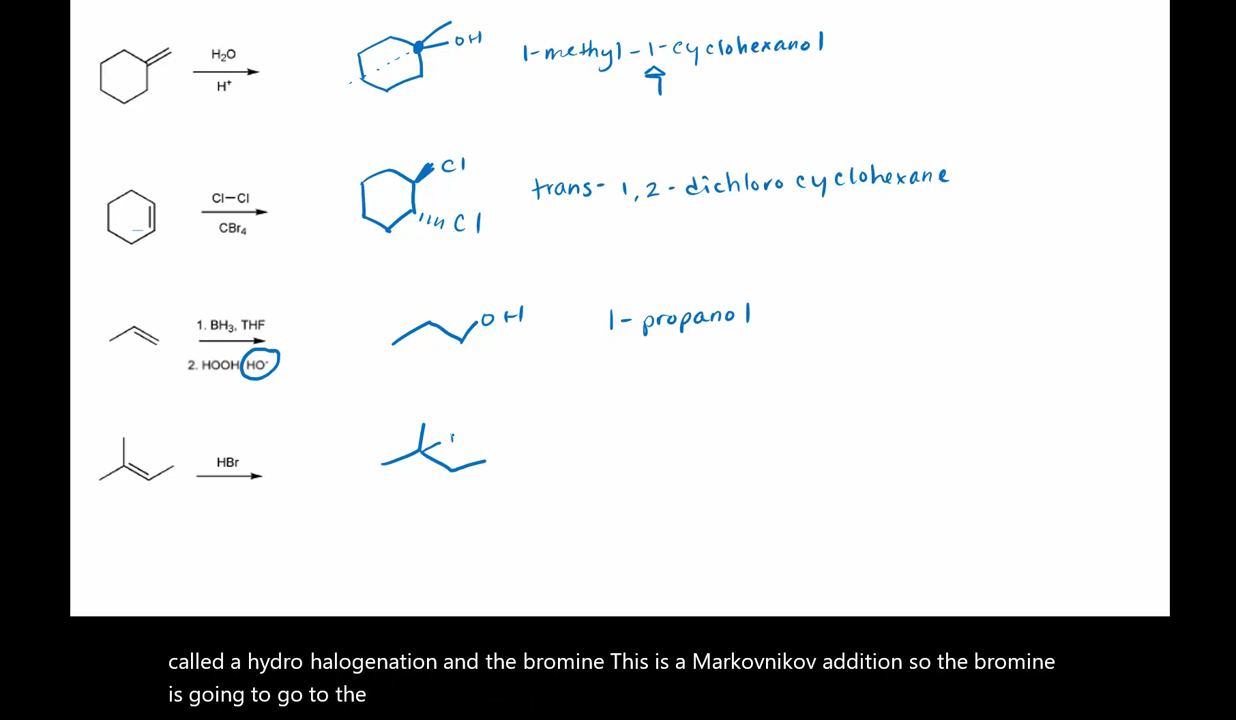 H₂O
H⁺
OH
1-methyl-1-cyclohexanol
Cl—Cl
CBr₄
Cl
Cl
trans-1,2-dichloro cyclohexane
1. BH₃, THF
2. HOOH, HO⁻
OH
1-propanol
HBr
called a hydro halogenation and the bromine This is a Markovnikov addition so the bromine
is going to go to the